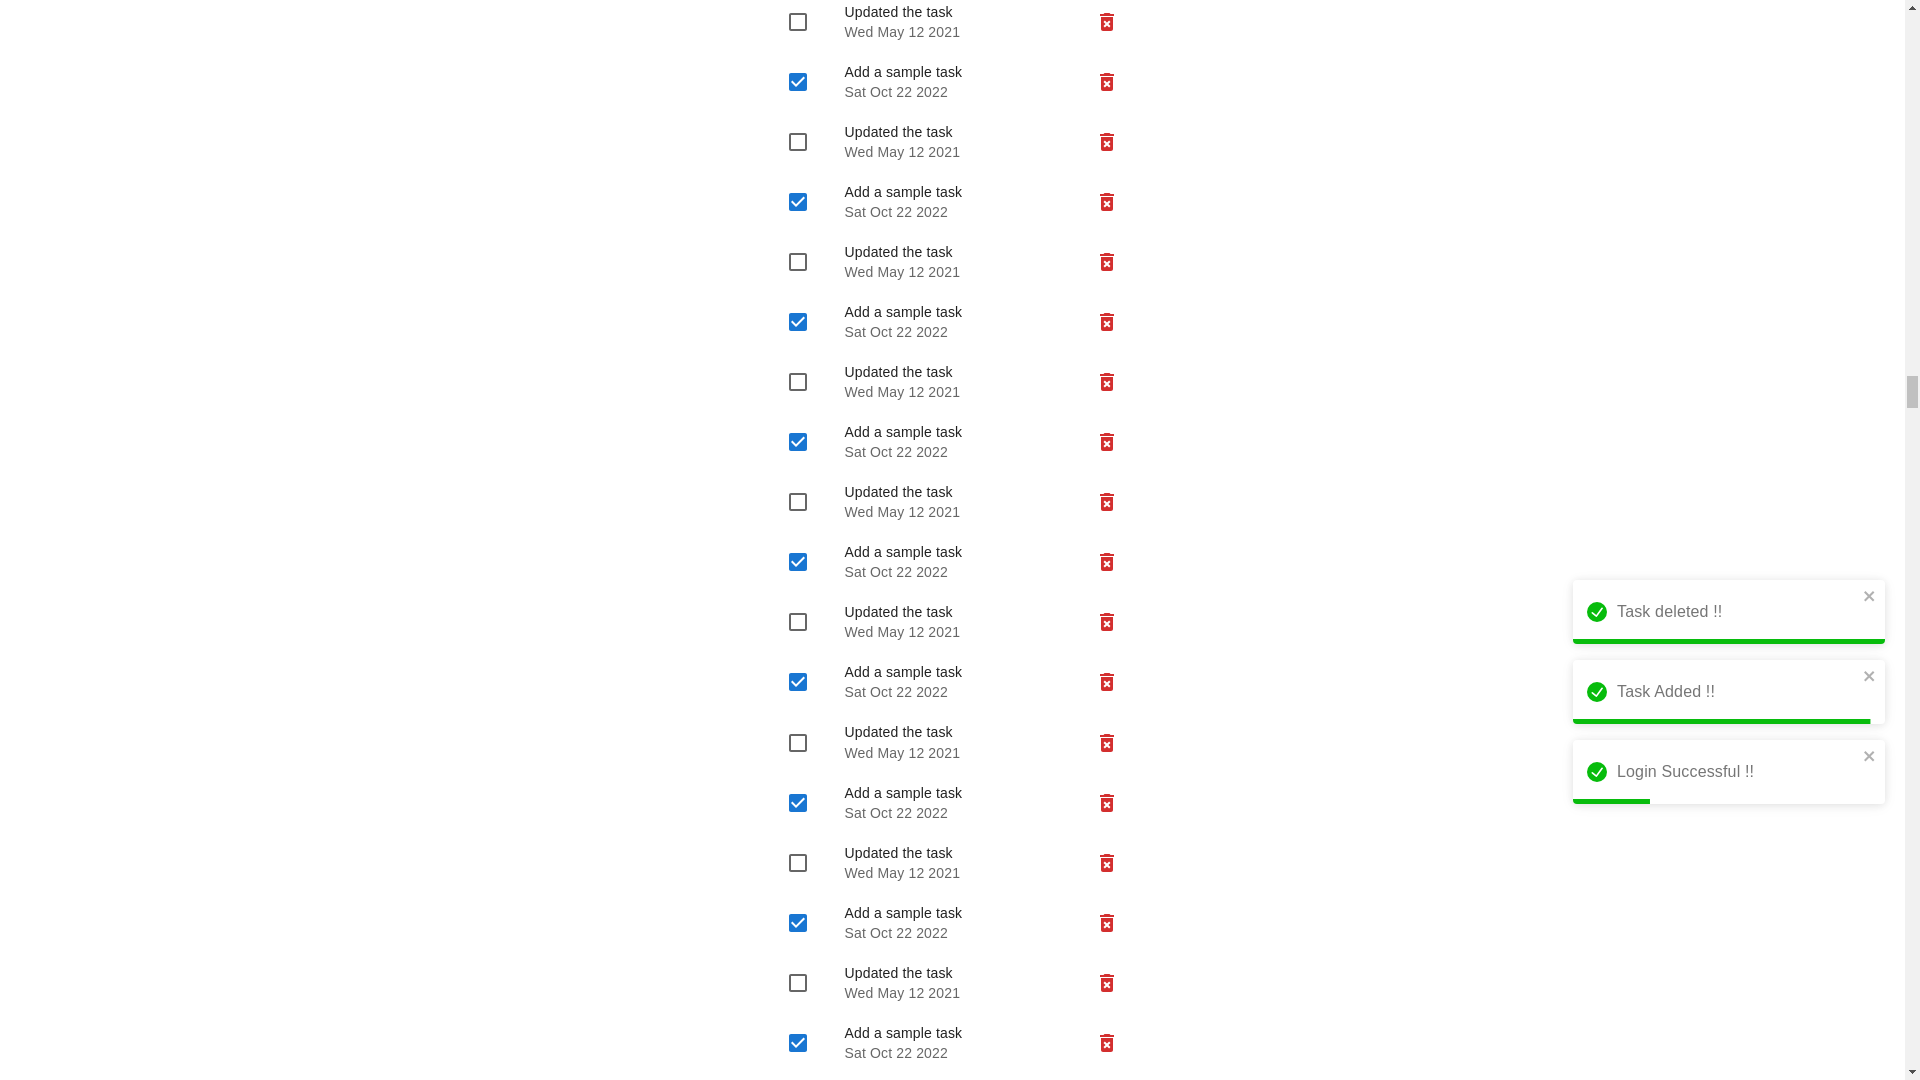 Updated the task
Wed May 12 2021
Add a sample task
Sat Oct 22 2022
Updated the task
Wed May 12 2021
Add a sample task
Sat Oct 22 2022
Updated the task
Wed May 12 2021
Add a sample task
Sat Oct 22 2022
Updated the task
Wed May 12 2021
Add a sample task
Sat Oct 22 2022
Updated the task
Wed May 12 2021
Add a sample task
Sat Oct 22 2022
Updated the task
Wed May 12 2021
Add a sample task
Sat Oct 22 2022
Updated the task
Wed May 12 2021
Add a sample task
Sat Oct 22 2022
Updated the task
Wed May 12 2021
Add a sample task
Sat Oct 22 2022
Updated the task
Wed May 12 2021
Add a sample task
Sat Oct 22 2022
Task deleted !!
Task Added !!
Login Successful !!